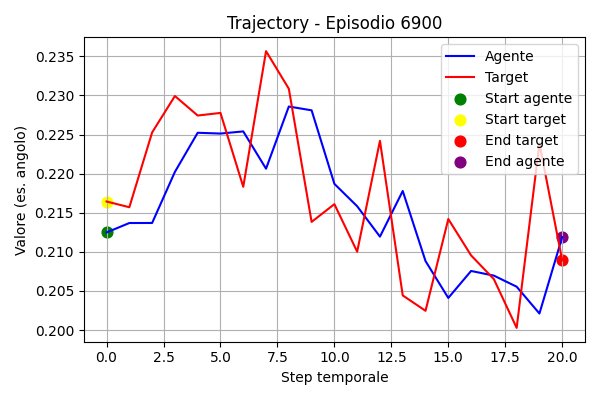 Trajectory - Episodio 6900
Valore (es. angolo)
0.235
0.230
0.225
0.220
0.215
0.210
0.205
0.200
Agente
Target
Start agente
Start target
End target
End agente
0.0 2.5 5.0 7.5 10.0 12.5 15.0 17.5 20.0
Step temporale